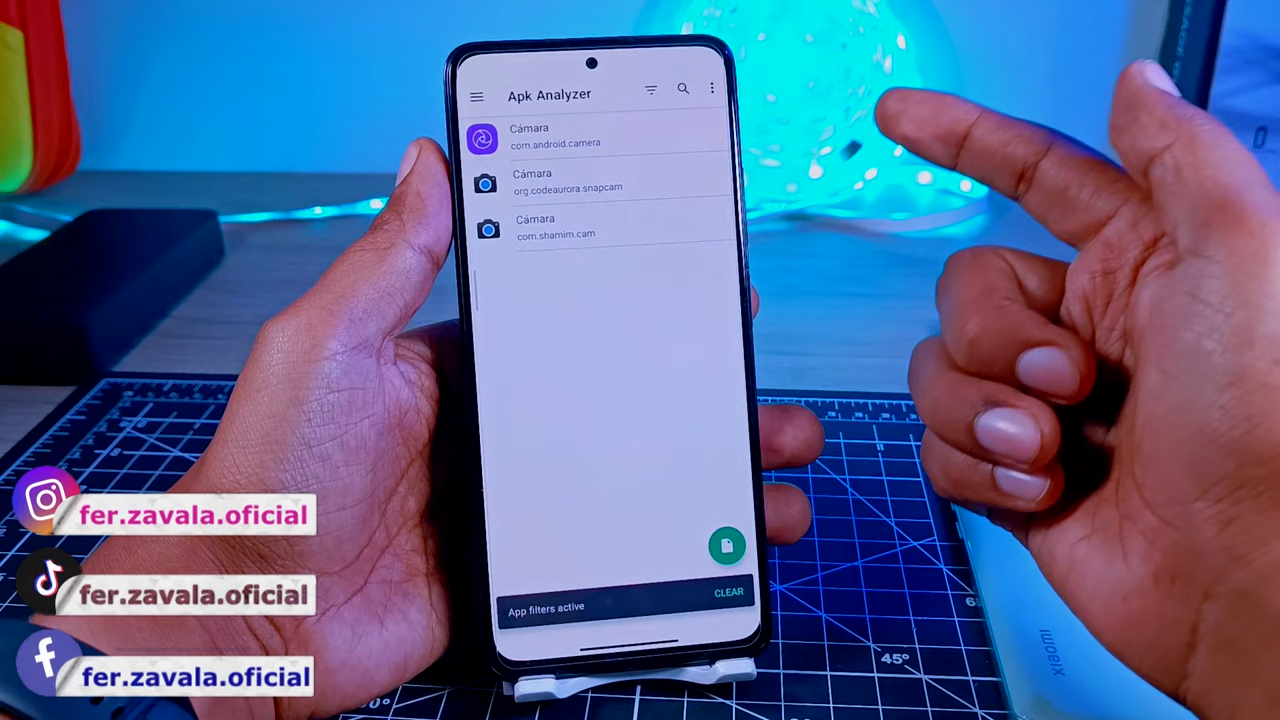 Apk Analyzer
Cámara
com.android.camera
Cámara
org.codeaurora.snapcam
Cámara
com.shamim.cam
App filters active
CLEAR
fer.zavala.oficial
fer.zavala.oficial
fer.zavala.oficial
xiaomi
45°